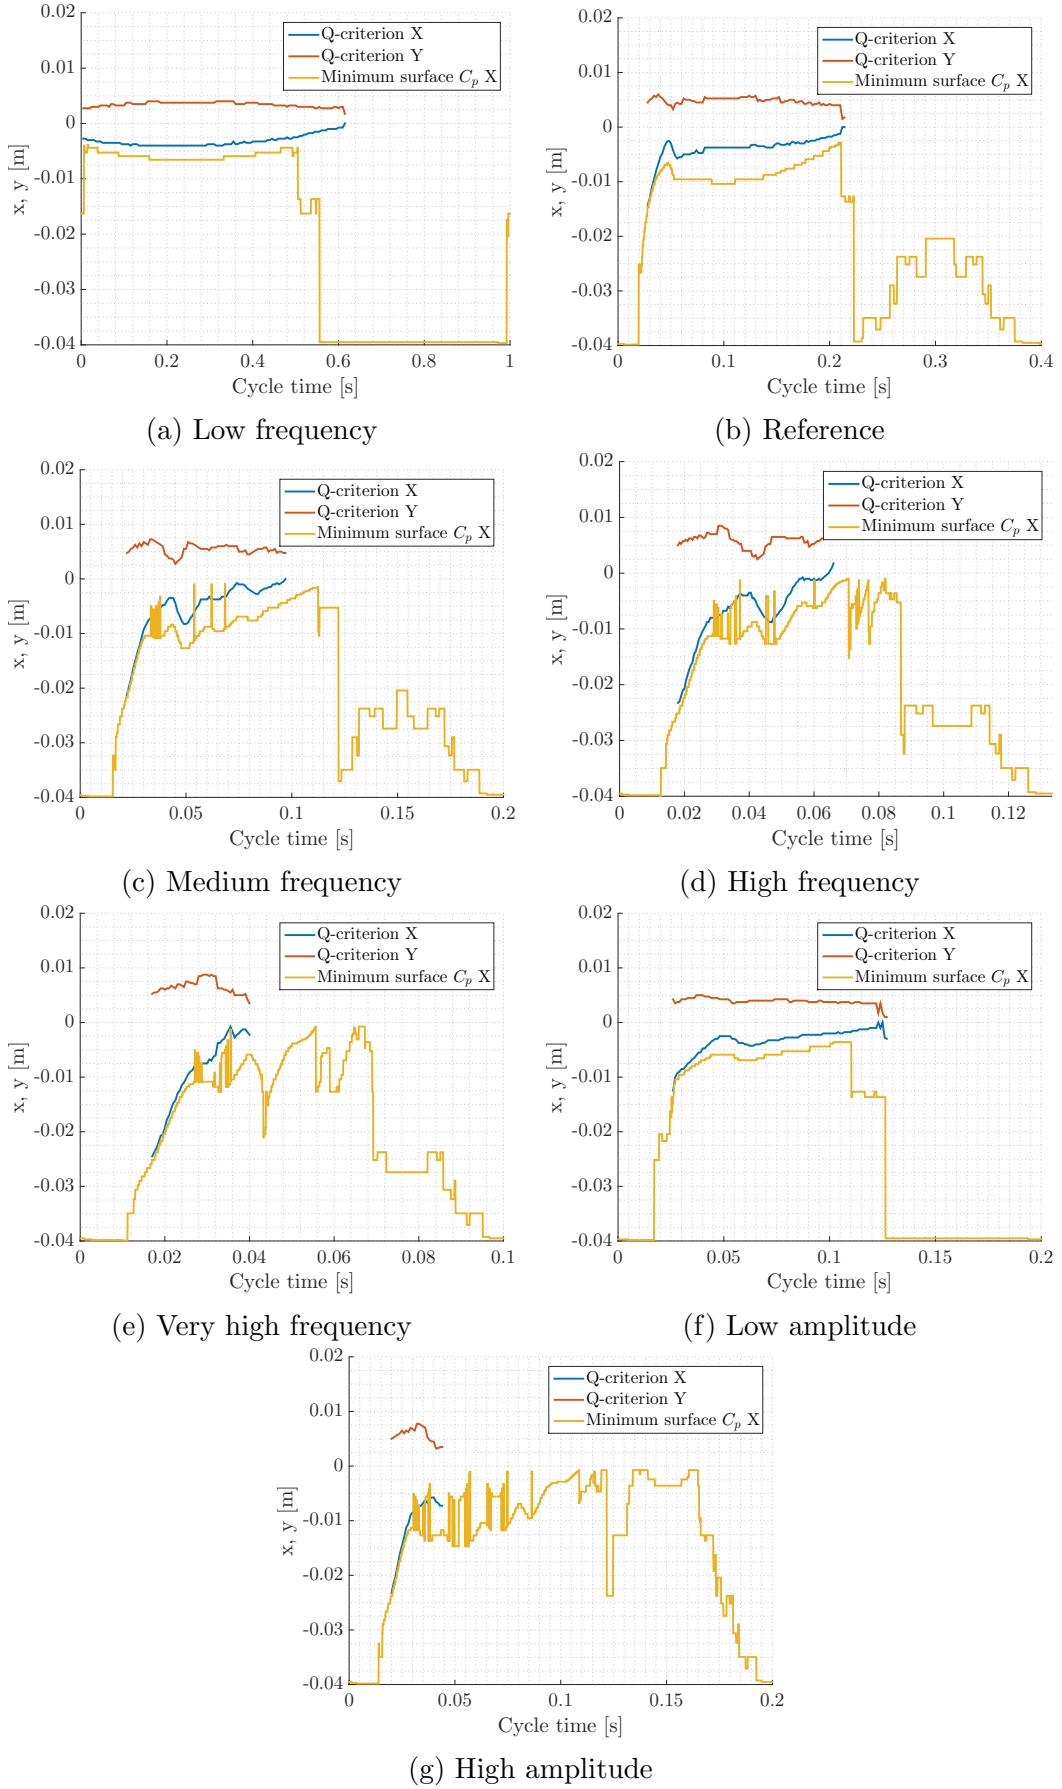 0.02
0.01
0
-0.01
-0.02
-0.03
-0.04
x, y [m]
Q-criterion X
Q-criterion Y
Minimum surface Cₚ X
0 0.2 0.4 0.6 0.8 1
Cycle time [s]
(a) Low frequency
0.02
0.01
0
-0.01
-0.02
-0.03
-0.04
x, y [m]
Q-criterion X
Q-criterion Y
Minimum surface Cₚ X
0 0.1 0.2 0.3 0.4
Cycle time [s]
(b) Reference
0.02
0.01
0
-0.01
-0.02
-0.03
-0.04
x, y [m]
Q-criterion X
Q-criterion Y
Minimum surface Cₚ X
0 0.05 0.1 0.15 0.2
Cycle time [s]
(c) Medium frequency
0.02
0.01
0
-0.01
-0.02
-0.03
-0.04
x, y [m]
Q-criterion X
Q-criterion Y
Minimum surface Cₚ X
0 0.02 0.04 0.06 0.08 0.1 0.12
Cycle time [s]
(d) High frequency
0.02
0.01
0
-0.01
-0.02
-0.03
-0.04
x, y [m]
Q-criterion X
Q-criterion Y
Minimum surface Cₚ X
0 0.02 0.04 0.06 0.08 0.1
Cycle time [s]
(e) Very high frequency
0.02
0.01
0
-0.01
-0.02
-0.03
-0.04
x, y [m]
Q-criterion X
Q-criterion Y
Minimum surface Cₚ X
0 0.05 0.1 0.15 0.2
Cycle time [s]
(f) Low amplitude
0.02
0.01
0
-0.01
-0.02
-0.03
-0.04
x, y [m]
Q-criterion X
Q-criterion Y
Minimum surface Cₚ X
0 0.05 0.1 0.15 0.2
Cycle time [s]
(g) High amplitude